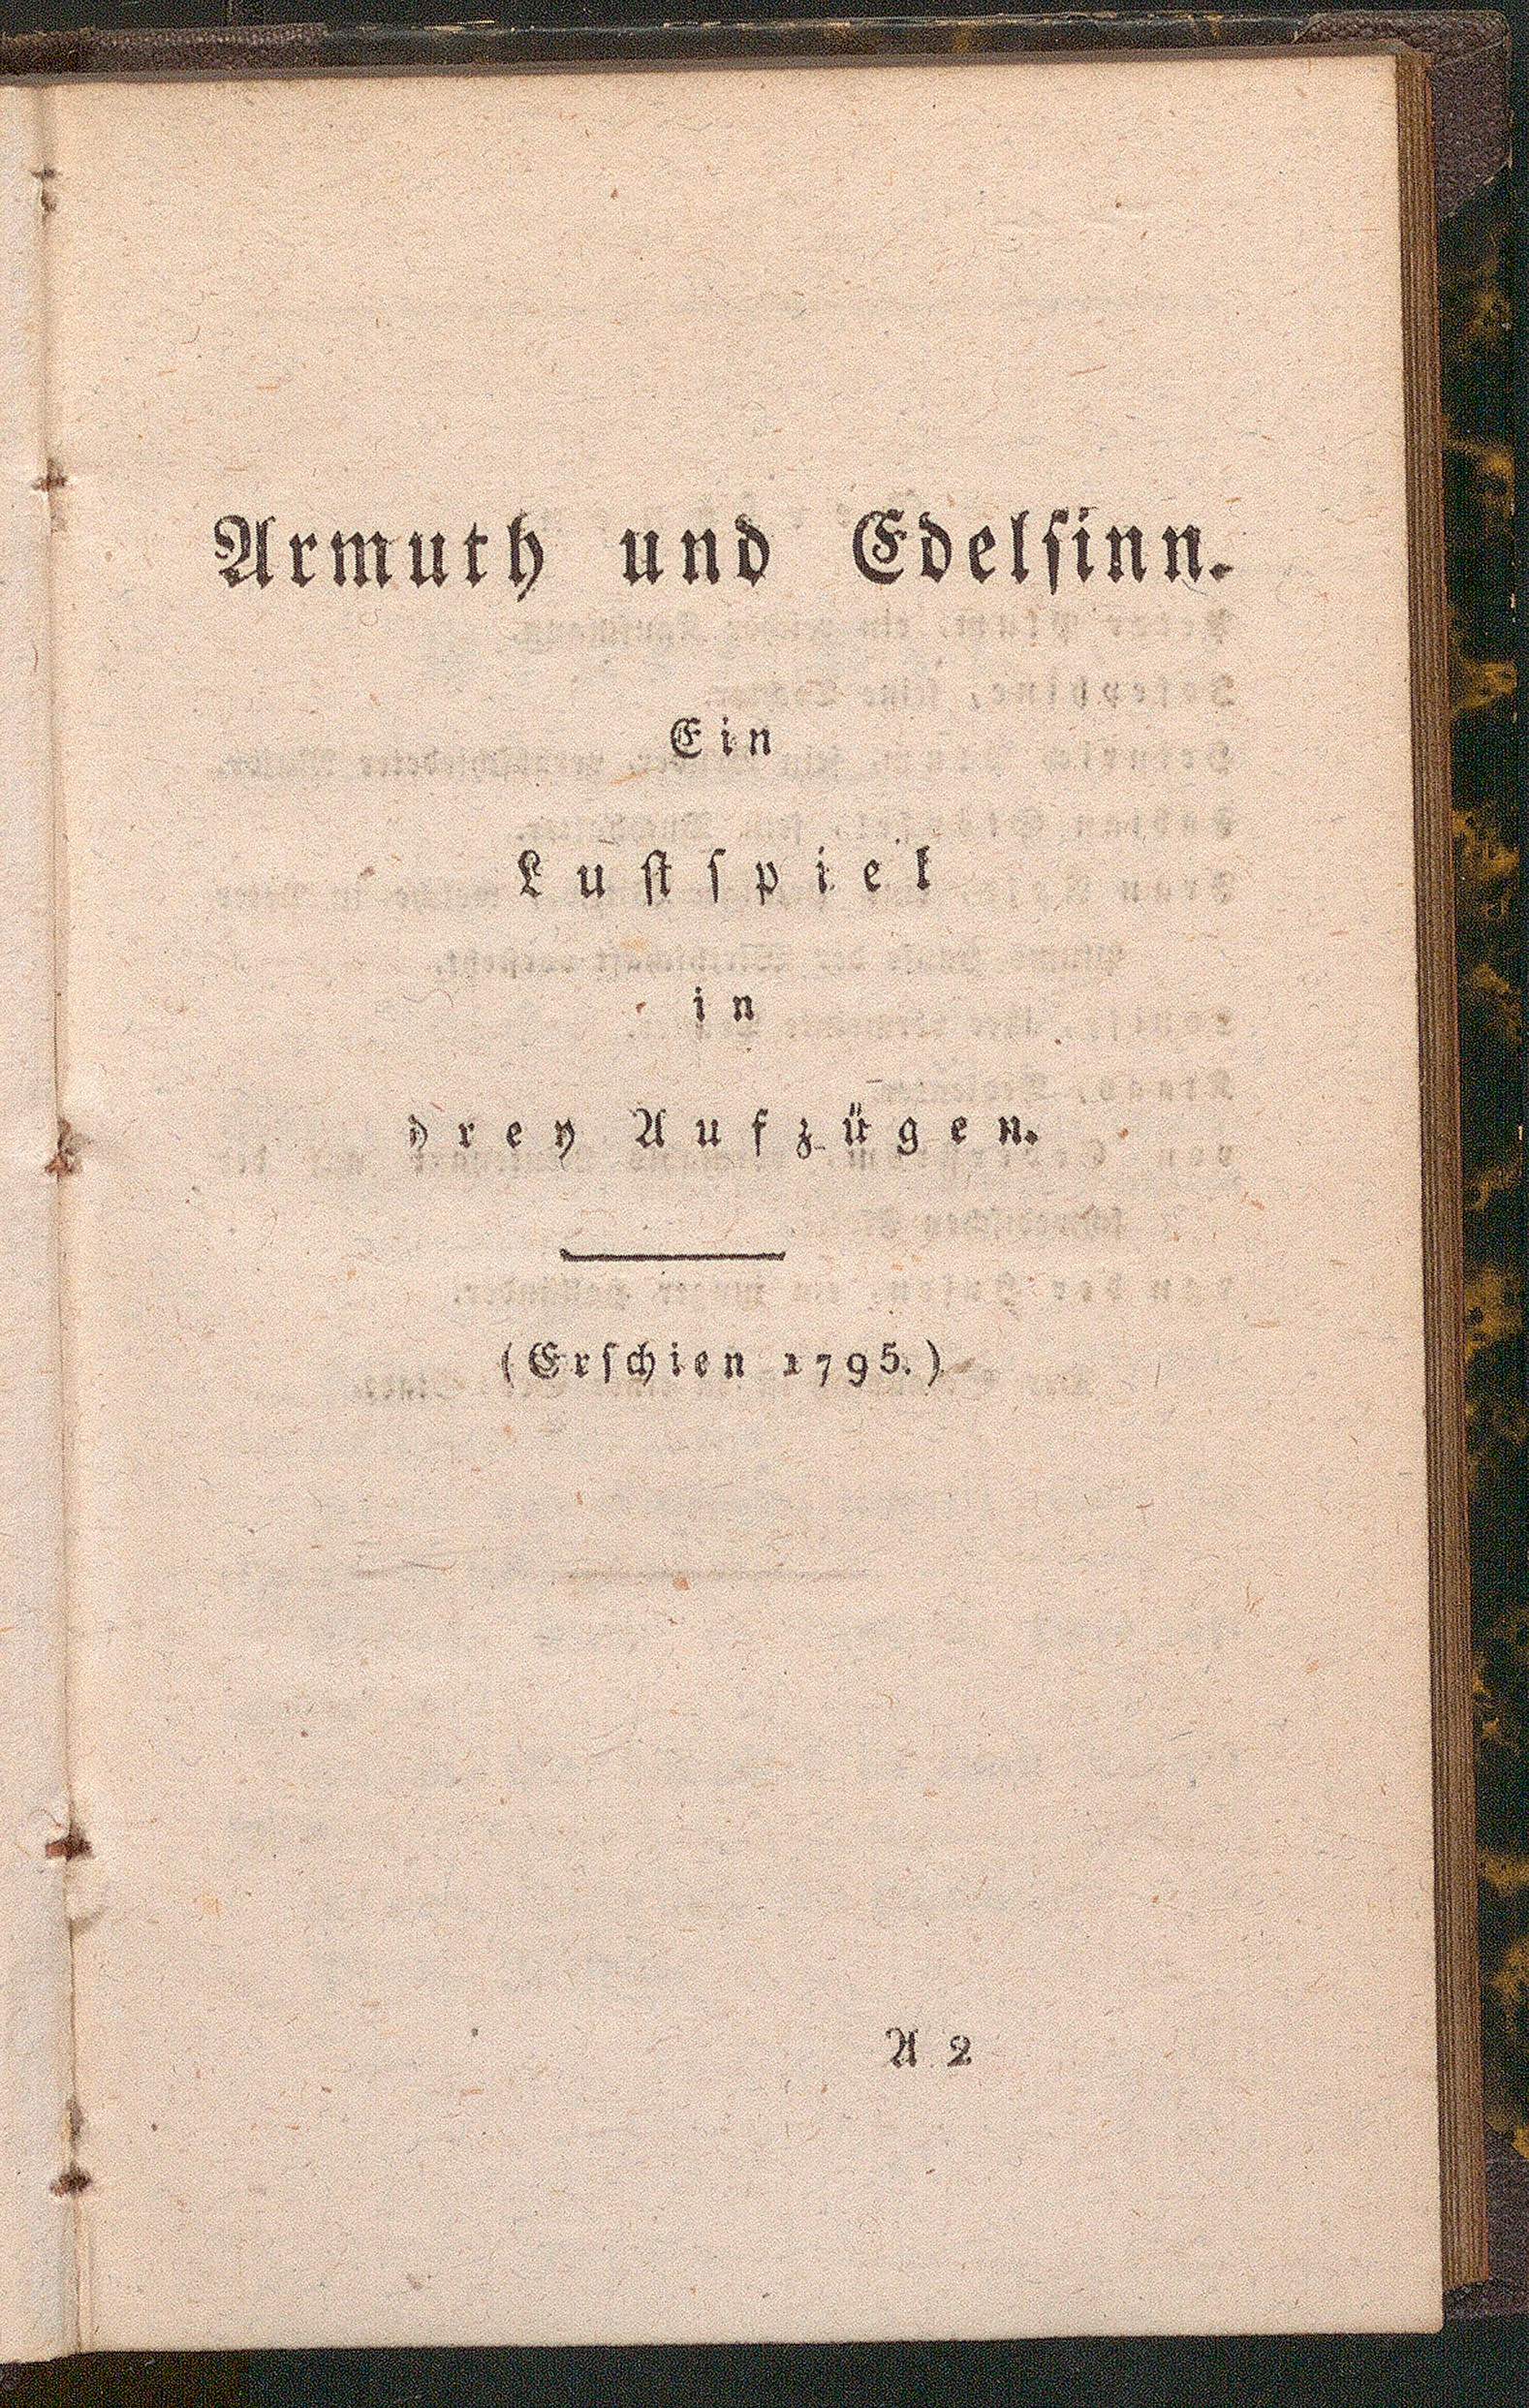 Armuth und Edelsinn.
Ein
Lustspiel
in
drey Aufzügen.
(Erschien 1795.)
A 2